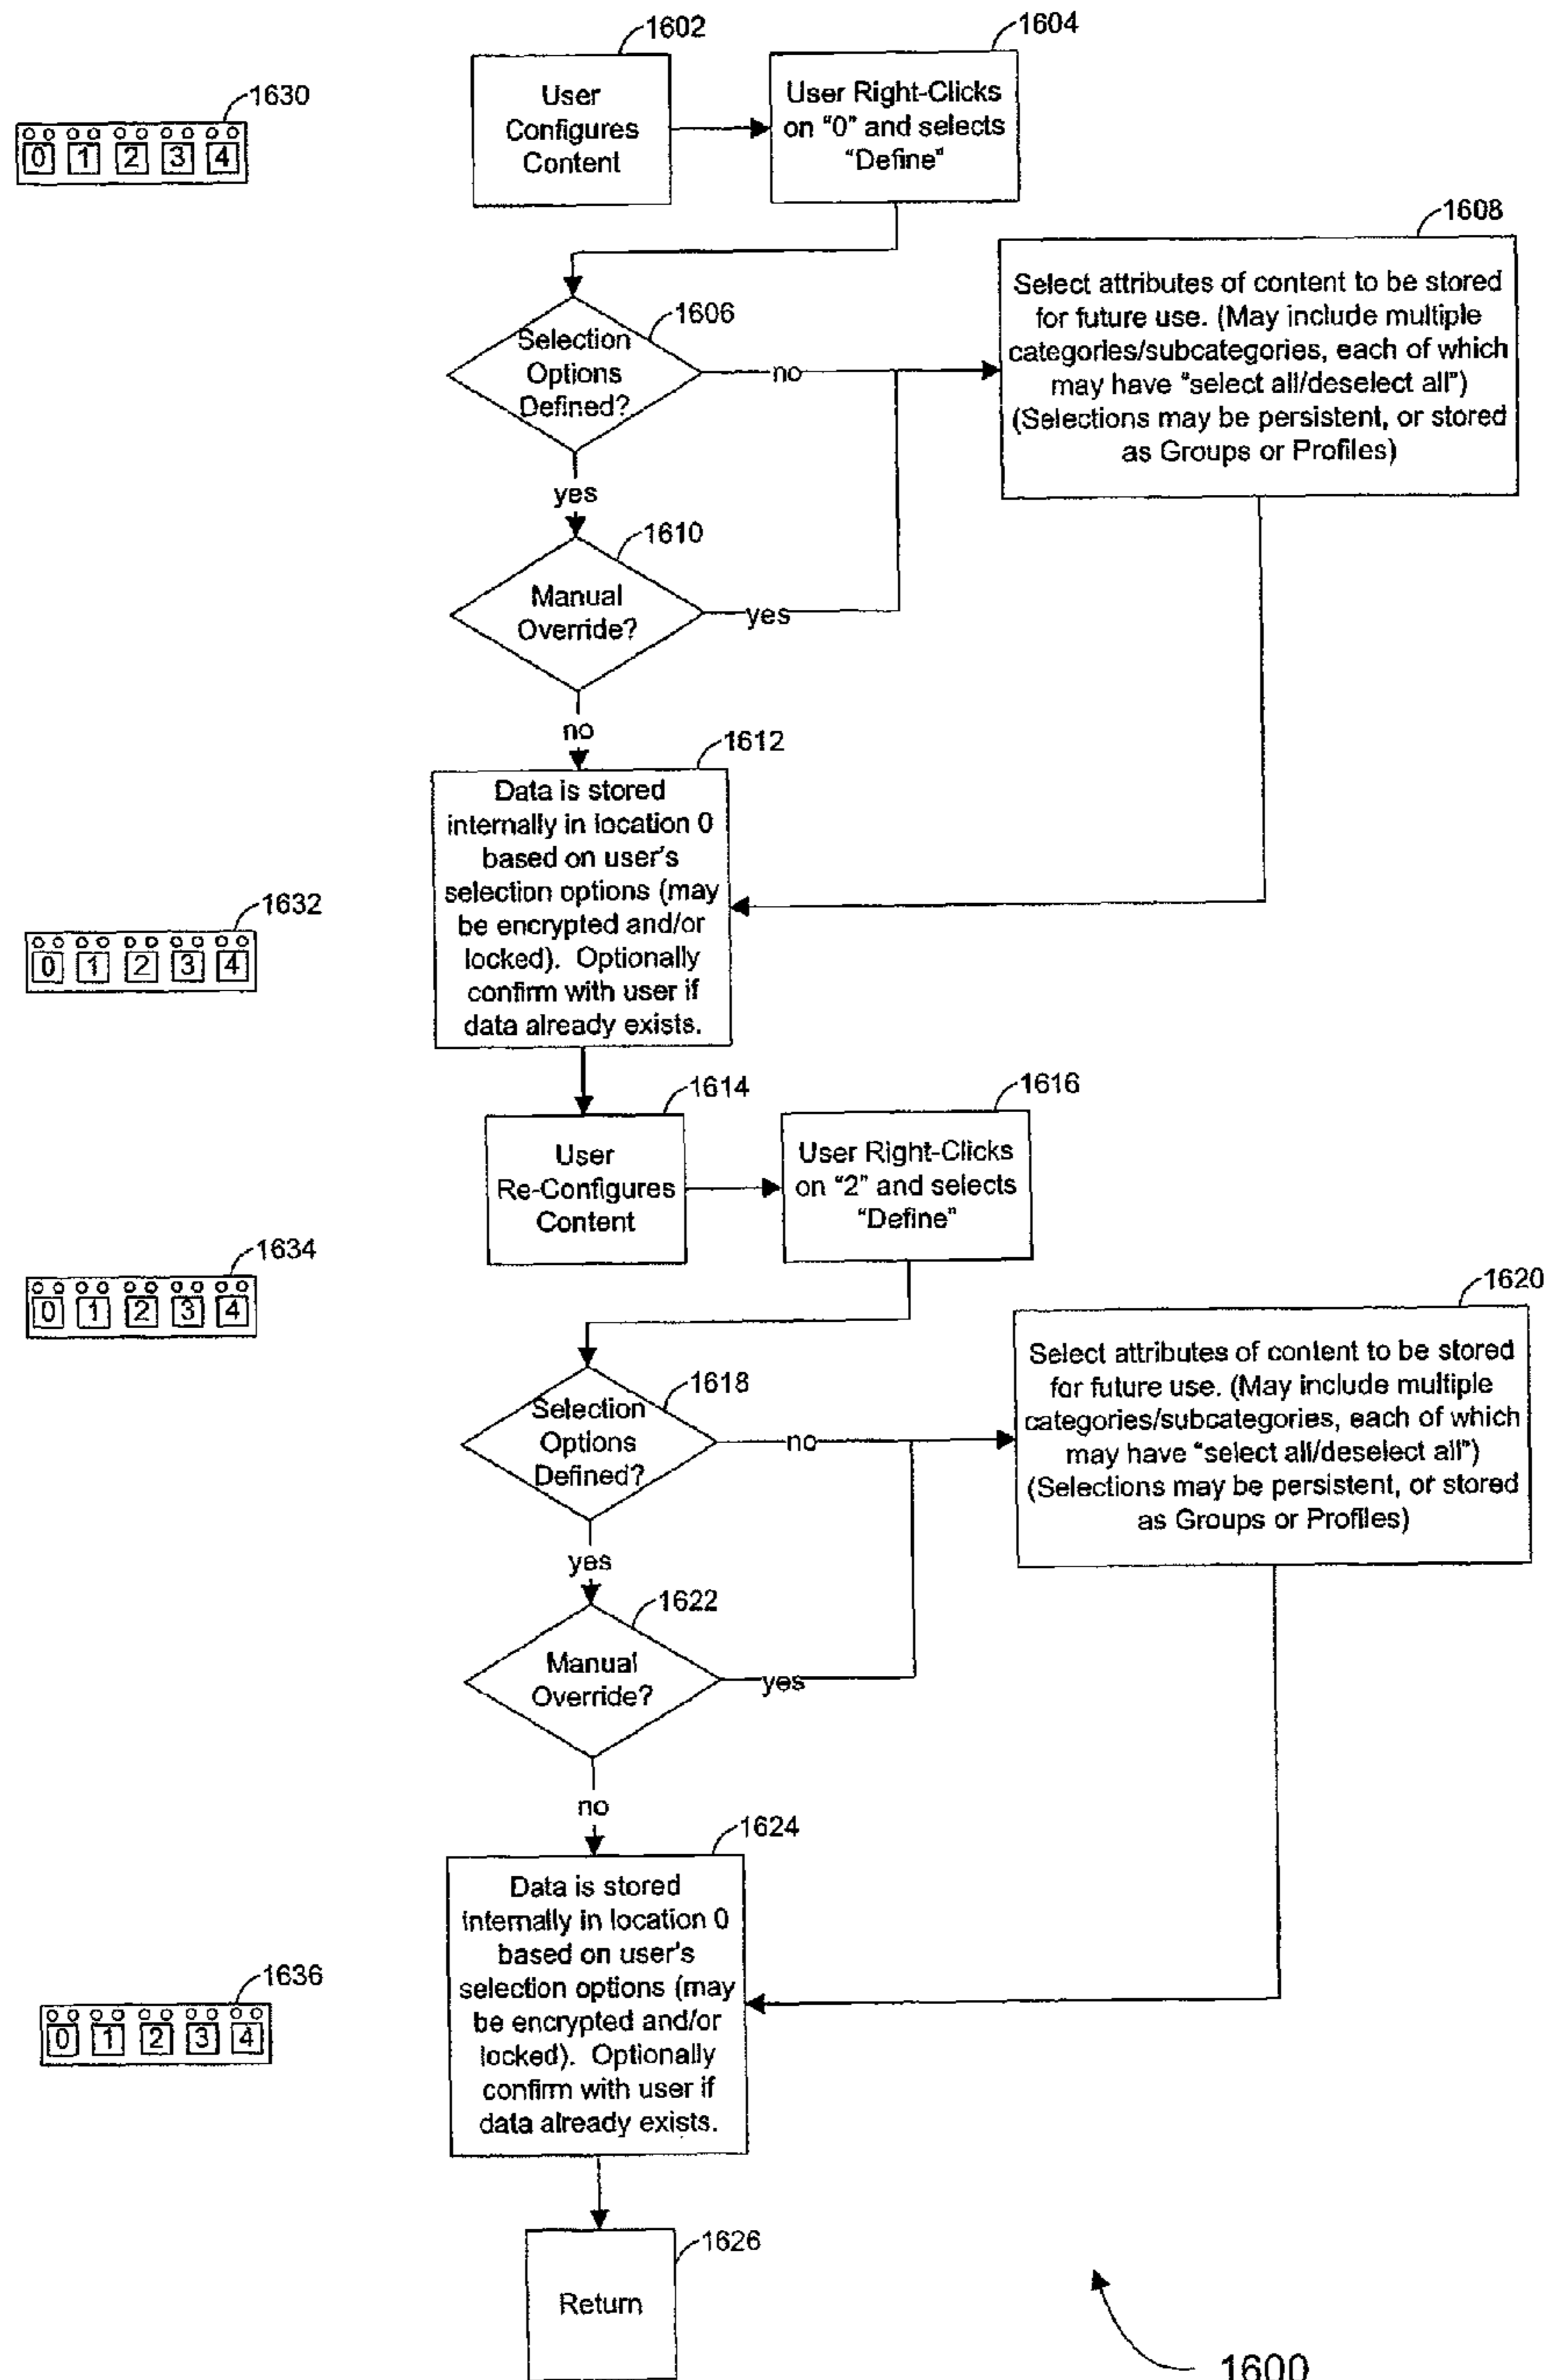 1602
User
Configures
Content
1604
User Right-Clicks
on "0" and selects
"Define"
1630
0 1 2 3 4
1608
Select attributes of content to be stored
for future use. (May include multiple
categories/subcategories, each of which
may have "select all/deselect all")
(Selections may be persistent, or stored
as Groups or Profiles)
1606
Selection
Options
Defined?
no
yes
1610
Manual
Override?
yes
no
1612
Data is stored
internally in location 0
based on user's
selection options (may
be encrypted and/or
locked). Optionally
confirm with user if
data already exists.
1632
0 1 2 3 4
1614
User
Re-Configures
Content
1616
User Right-Clicks
on "2" and selects
"Define"
1634
0 1 2 3 4
1620
Select attributes of content to be stored
for future use. (May include multiple
categories/subcategories, each of which
may have "select all/deselect all")
(Selections may be persistent, or stored
as Groups or Profiles)
1618
Selection
Options
Defined?
no
yes
1622
Manual
Override?
yes
no
1624
Data is stored
internally in location 0
based on user's
selection options (may
be encrypted and/or
locked). Optionally
confirm with user if
data already exists.
1636
0 1 2 3 4
1626
Return
1600